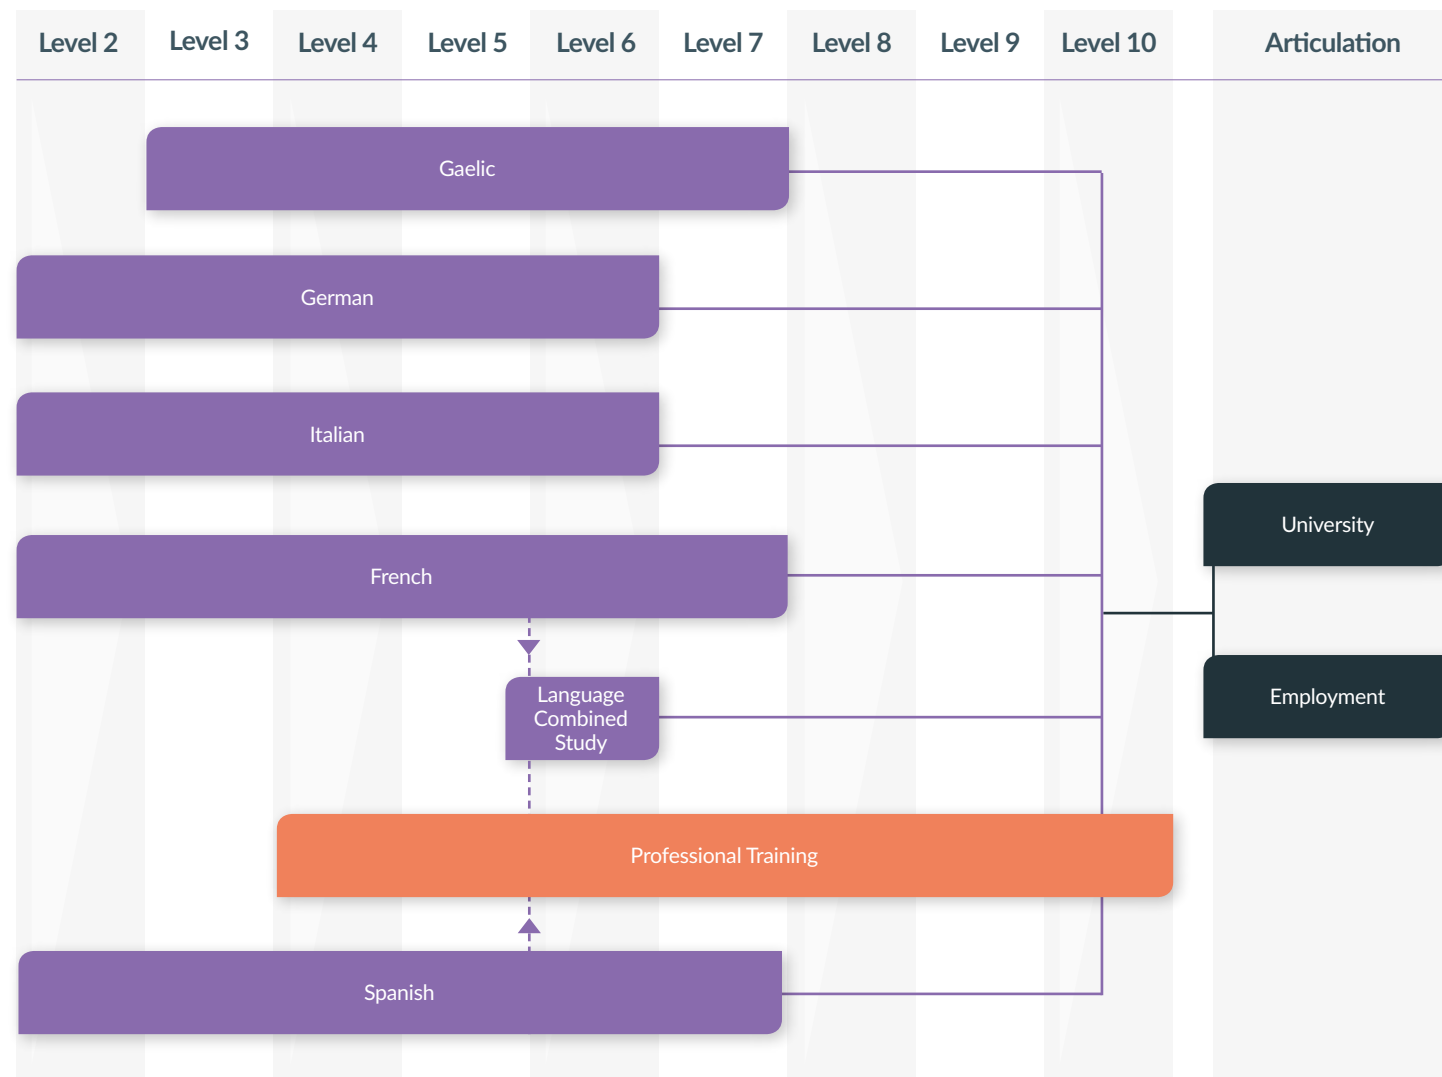 Level 2
Level 3
Level 4
Level 5
Level 6
Level 7
Level 8
Level 9
Level 10
Articulation
Gaelic
German
Italian
University
French
Employment
Language
Combined
Study
Professional Training
Spanish